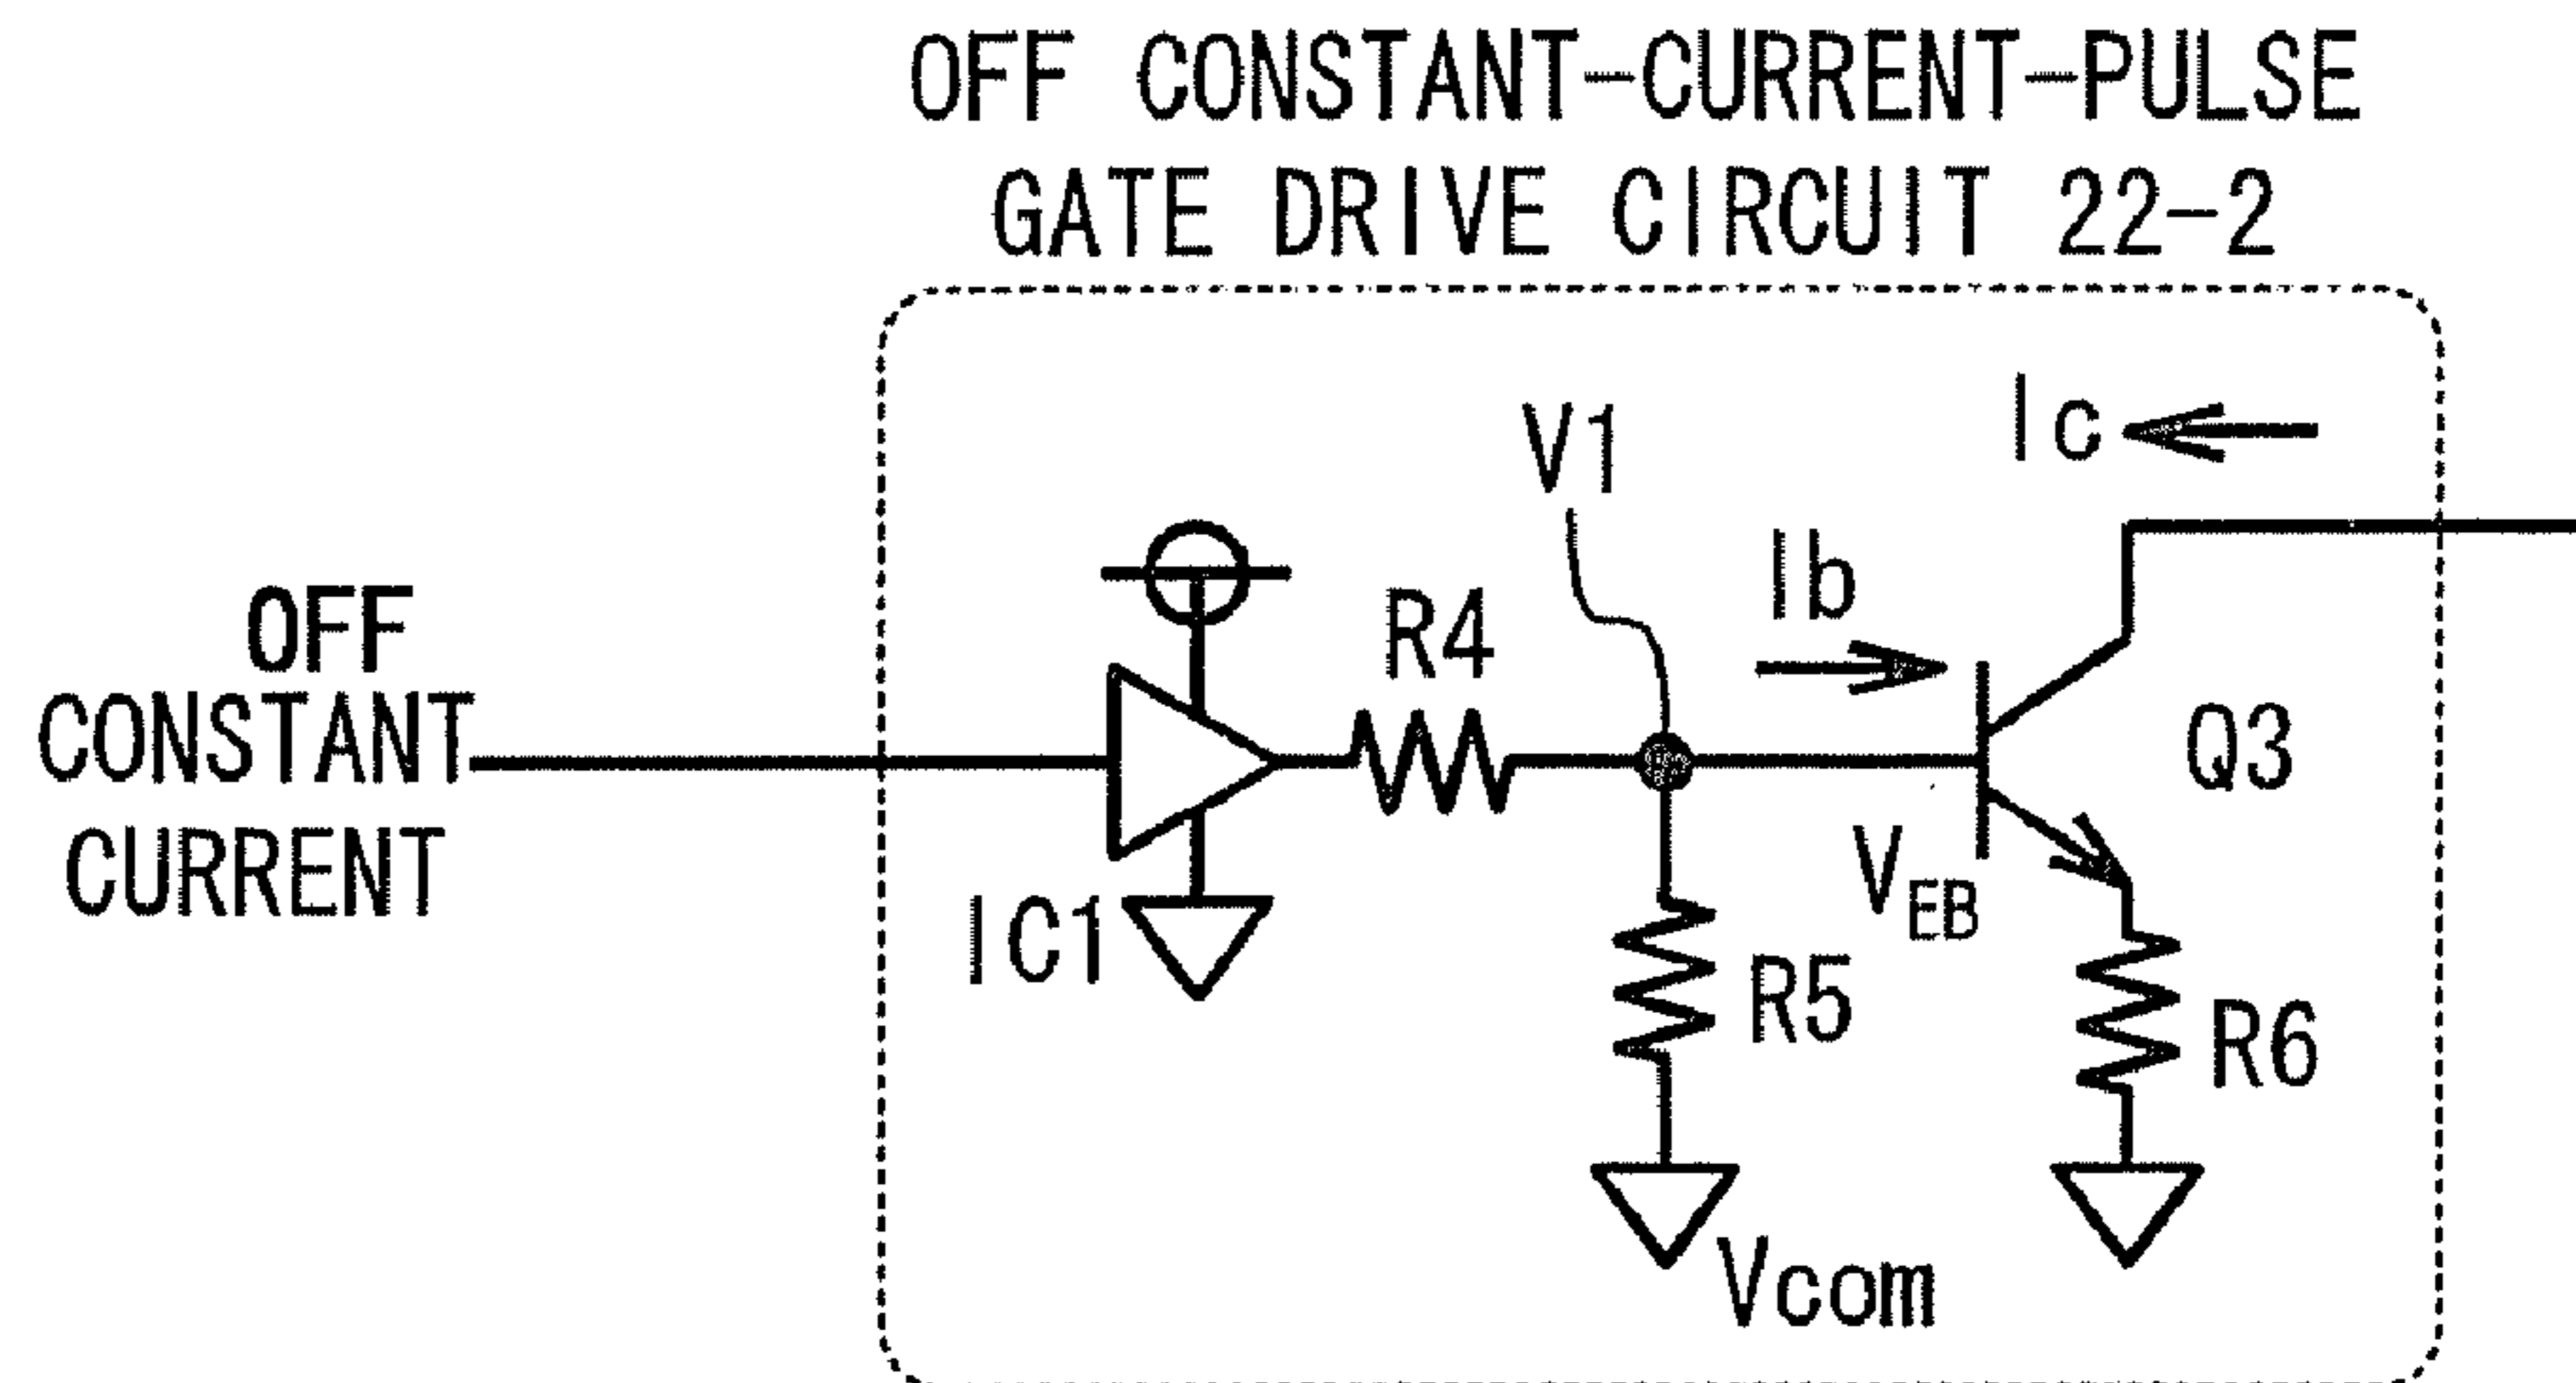 OFF CONSTANT-CURRENT-PULSE
GATE DRIVE CIRCUIT 22-2
Ic
V1
Ib
OFF
CONSTANT
CURRENT
R4
Q3
VEB
IC1
R5
R6
Vcom